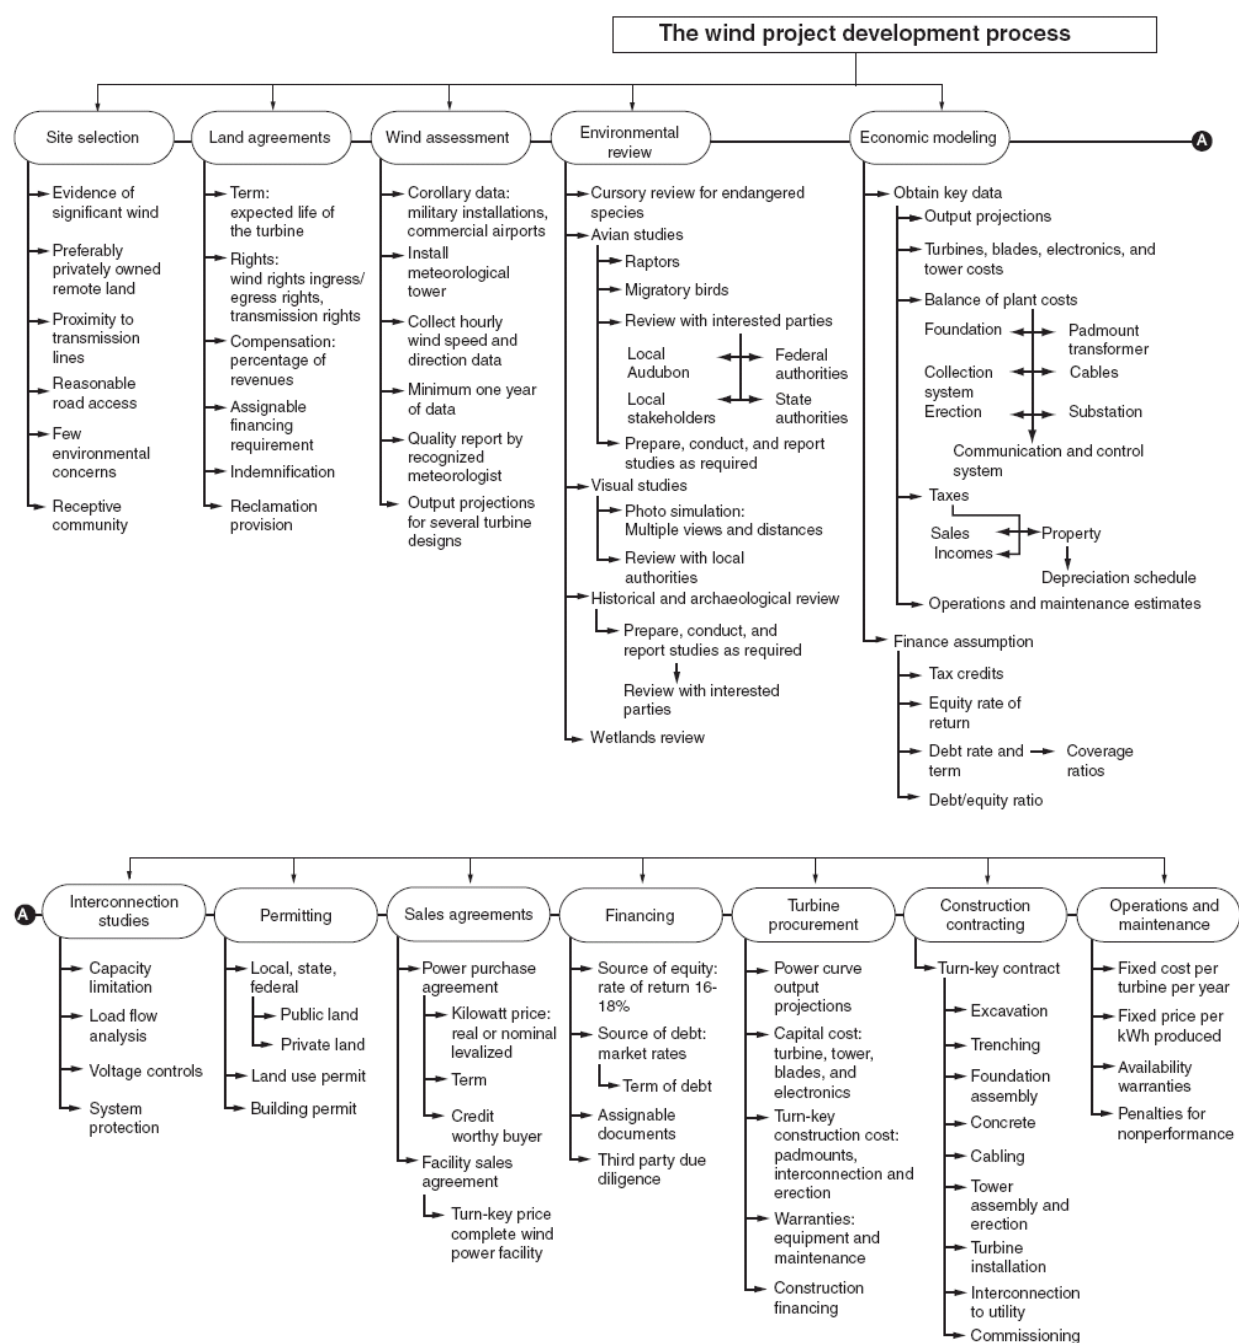 The wind project development process
Site selection
Land agreements
Wind assessment
Environmental
review
Economic modeling
A
Evidence of
significant wind
Preferably
privately owned
remote land
Proximity to
transmission
lines
Reasonable
road access
Few
environmental
concerns
Receptive
community
Term:
expected life of
the turbine
Rights:
wind rights ingress/
egress rights,
transmission rights
Compensation:
percentage of
revenues
Assignable
financing
requirement
Indemnification
Reclamation
provision
Corollary data:
military installations,
commercial airports
Install
meteorological
tower
Collect hourly
wind speed and
direction data
Minimum one year
of data
Quality report by
recognized
meteorologist
Output projections
for several turbine
designs
Cursory review for endangered
species
Avian studies
Raptors
Migratory birds
Review with interested parties
Local
Audubon
Federal
authorities
Local
stakeholders
State
authorities
Prepare, conduct, and report
studies as required
Visual studies
Photo simulation:
Multiple views and distances
Review with local
authorities
Historical and archaeological review
Prepare, conduct, and
report studies as required
Review with interested
parties
Wetlands review
Obtain key data
Output projections
Turbines, blades, electronics, and
tower costs
Balance of plant costs
Foundation
Padmount
transformer
Collection
system
Cables
Erection
Substation
Communication and control
system
Taxes
Sales
Property
Incomes
Depreciation schedule
Operations and maintenance estimates
Finance assumption
Tax credits
Equity rate of
return
Debt rate and
term
Coverage
ratios
Debt/equity ratio
A
Interconnection
studies
Permitting
Sales agreements
Financing
Turbine
procurement
Construction
contracting
Operations and
maintenance
Capacity
limitation
Load flow
analysis
Voltage controls
System
protection
Local, state,
federal
Public land
Private land
Land use permit
Building permit
Power purchase
agreement
Kilowatt price:
real or nominal
levalized
Term
Credit
worthy buyer
Facility sales
agreement
Turn-key price
complete wind
power facility
Source of equity:
rate of return 16-
18%
Source of debt:
market rates
Term of debt
Assignable
documents
Third party due
diligence
Power curve
output
projections
Capital cost:
turbine, tower,
blades, and
electronics
Turn-key
construction cost:
padmounts,
interconnection and
erection
Warranties:
equipment and
maintenance
Construction
financing
Turn-key contract
Excavation
Trenching
Foundation
assembly
Concrete
Cabling
Tower
assembly and
erection
Turbine
installation
Interconnection
to utility
Commissioning
Fixed cost per
turbine per year
Fixed price per
kWh produced
Availability
warranties
Penalties for
nonperformance